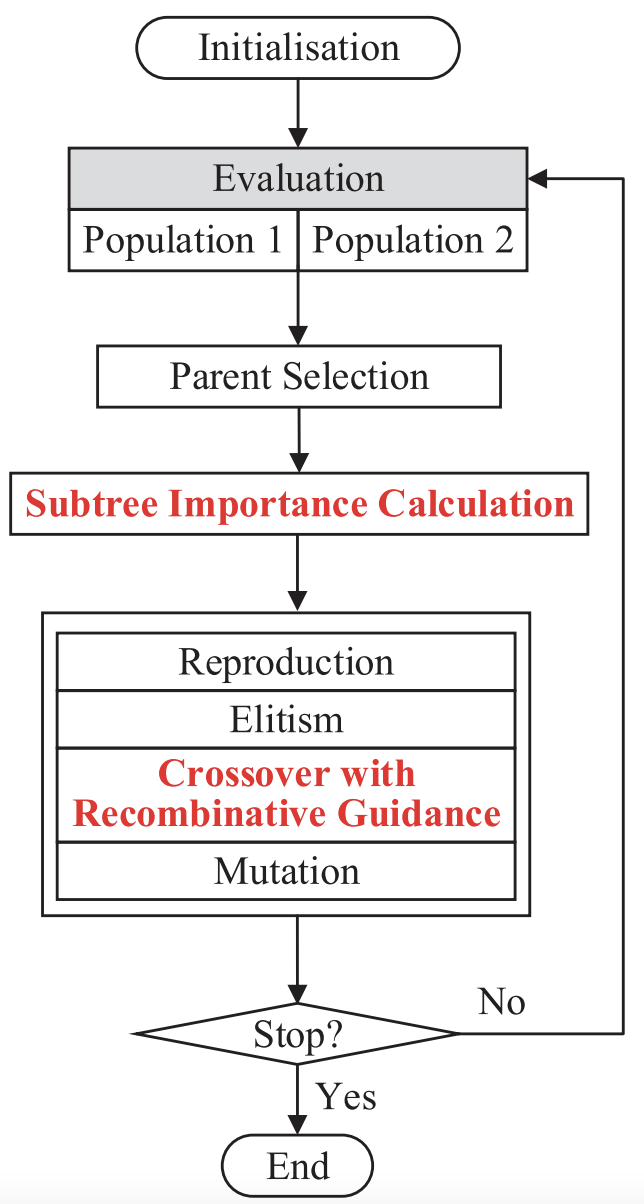 Initialisation
Evaluation
Population 1
Population 2
Parent Selection
Subtree Importance Calculation
Reproduction
Elitism
Crossover with
Recombinative Guidance
Mutation
Stop?
No
Yes
End